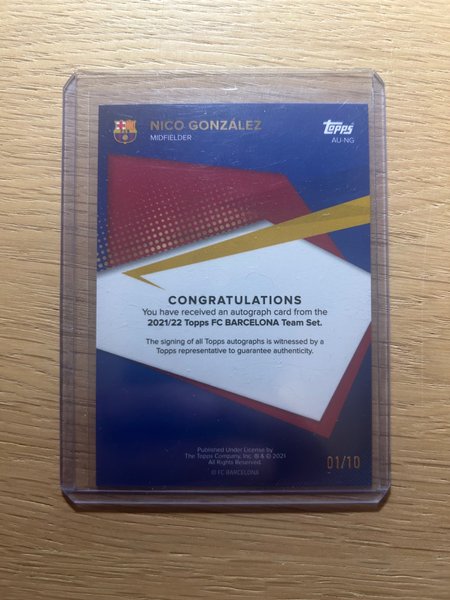 NICO GONZÁLEZ
MIDFIELDER
Topps
AU-NG
CONGRATULATIONS
You have received an autograph card from the
2021/22 Topps FC BARCELONA Team Set.
The signing of all Topps autographs is witnessed by a
Topps representative to guarantee authenticity.
Published Under License by
The Topps Company, Inc. ® & © 2021
All Rights Reserved.
© FC BARCELONA
01/10